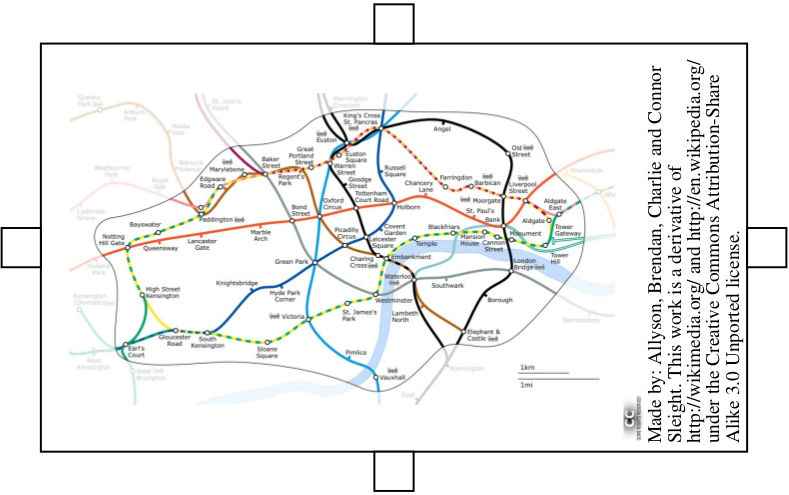 Queens
Park
Kilburn
Park
Maida
Vale
St. John's
Wood
Mornington
Crescent
King's Cross
St. Pancras
Angel
Euston
Euston
Square
Warren
Street
Great
Portland
Street
Baker
Street
Regent's
Park
Marylebone
Edgware
Road
Warwick
Avenue
Royal
Oak
Westbourne
Park
Ladbroke
Grove
Paddington
Bayswater
Notting
Hill Gate
Queensway
Lancaster
Gate
Marble
Arch
Bond
Street
Oxford
Circus
Goodge
Street
Tottenham
Court Road
Russell
Square
Holborn
Chancery
Lane
Farringdon
Barbican
Old
Street
Liverpool
Street
Moorgate
St. Paul's
Bank
Shoreditch
Aldgate
East
Aldgate
Tower
Gateway
Tower
Hill
Monument
Cannon
Street
Mansion
House
Blackfriars
Temple
Covent
Garden
Leicester
Square
Picadilly
Circus
Charing
Cross
Embankment
Green Park
Hyde Park
Corner
Knightsbridge
Holland
Park
Kensington
(Olympia)
High Street
Kensington
Earl's
Court
West
Kensington
West
Brompton
Gloucester
Road
South
Kensington
Sloane
Square
Victoria
St. James's
Park
Westminster
Waterloo
Southwark
London
Bridge
Bermondsey
Borough
Lambeth
North
Elephant &
Castle
Kennington
Oval
Pimlico
Vauxhall
1km
1mi
cc
SOME RIGHTS RESERVED
Made by: Allyson, Brendan, Charlie and Connor
Sleight. This work is a derivative of
http://wikimedia.org/ and http://en.wikipedia.org/
under the Creative Commons Attribution-Share
Alike 3.0 Unported license.